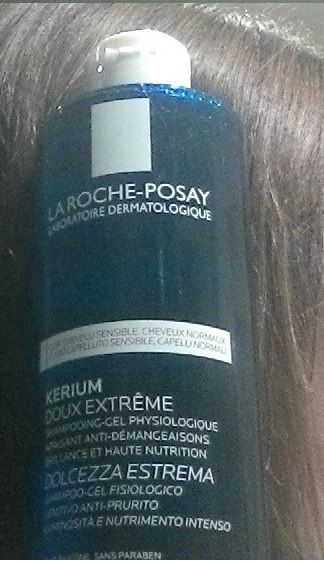 LA ROCHE-POSAY
LABORATOIRE DERMATOLOGIQUE
CHEVELU SENSIBLE, CHEVEUX NORMAUX
CAPELLUTO SENSIBILE, CAPELLI NORMALI
KERIUM
DOUX EXTRÊME
SHAMPOOING-GEL PHYSIOLOGIQUE
APAISANT ANTI-DÉMANGEAISONS
BRILLANCE ET HAUTE NUTRITION
DOLCEZZA ESTREMA
SHAMPOO-GEL FISIOLOGICO
LENITIVO ANTI-PRURITO
LUMINOSITÀ E NUTRIMENTO INTENSO
SANS PARABEN